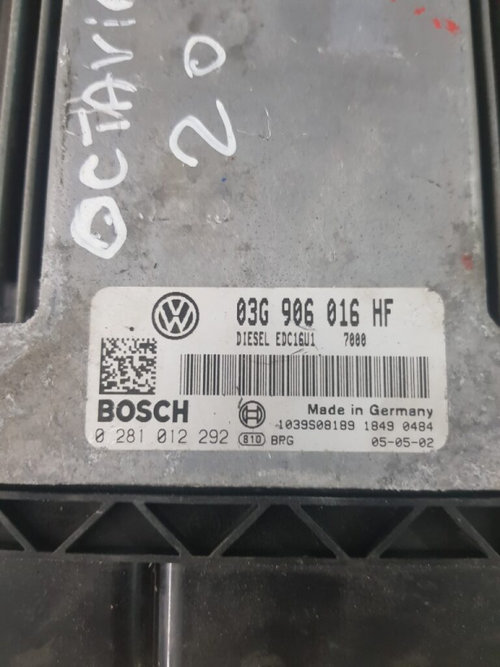 OCTAVIA
2.0
03G 906 016 HF
DIESEL EDC16U1 7000
BOSCH
Made in Germany
1039S08189 1849 0484
0 281 012 292 810 BPG 05-05-02